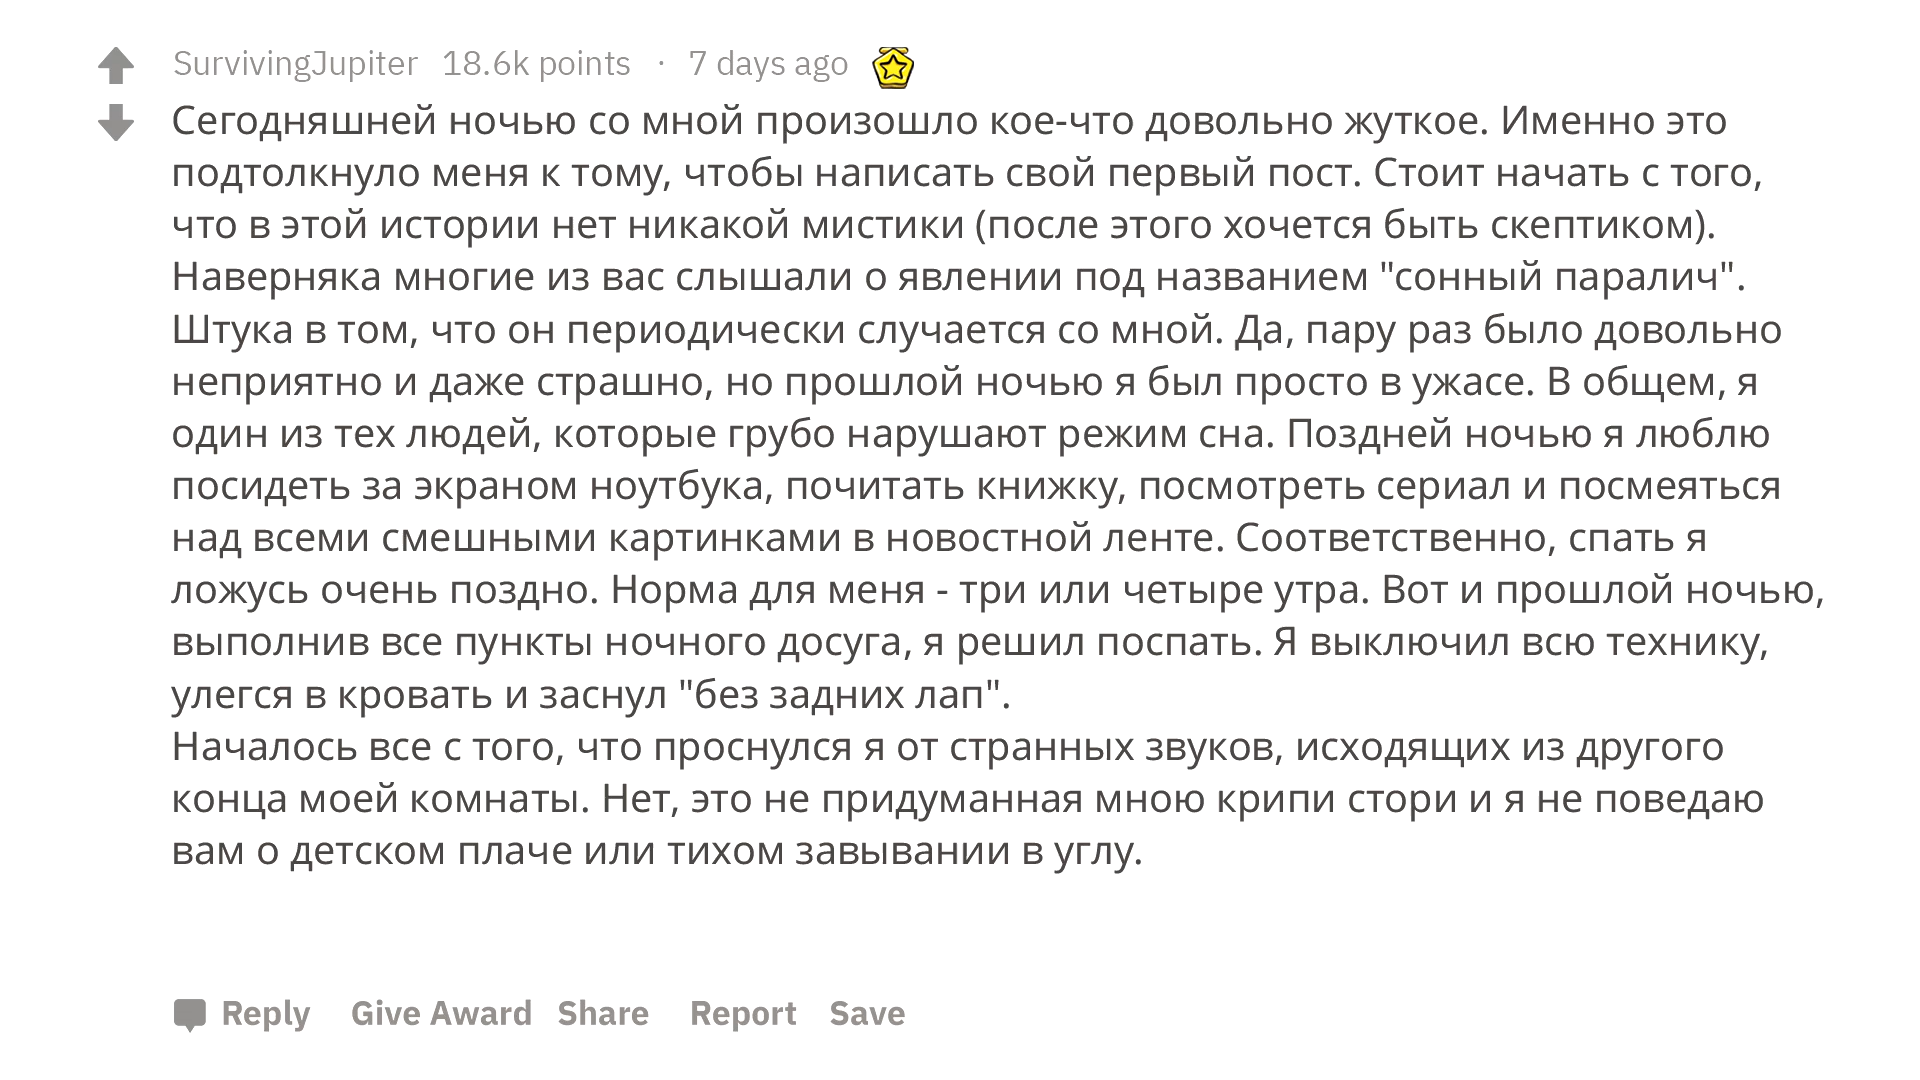 SurvivingJupiter 18.6k points · 7 days ago
Сегодняшней ночью со мной произошло кое-что довольно жуткое. Именно это
подтолкнуло меня к тому, чтобы написать свой первый пост. Стоит начать с того,
что в этой истории нет никакой мистики (после этого хочется быть скептиком).
Наверняка многие из вас слышали о явлении под названием "сонный паралич".
Штука в том, что он периодически случается со мной. Да, пару раз было довольно
неприятно и даже страшно, но прошлой ночью я был просто в ужасе. В общем, я
один из тех людей, которые грубо нарушают режим сна. Поздней ночью я люблю
посидеть за экраном ноутбука, почитать книжку, посмотреть сериал и посмеяться
над всеми смешными картинками в новостной ленте. Соответственно, спать я
ложусь очень поздно. Норма для меня - три или четыре утра. Вот и прошлой ночью,
выполнив все пункты ночного досуга, я решил поспать. Я выключил всю технику,
улегся в кровать и заснул "без задних лап".
Началось все с того, что проснулся я от странных звуков, исходящих из другого
конца моей комнаты. Нет, это не придуманная мною крипи стори и я не поведаю
вам о детском плаче или тихом завывании в углу.
Reply Give Award Share Report Save